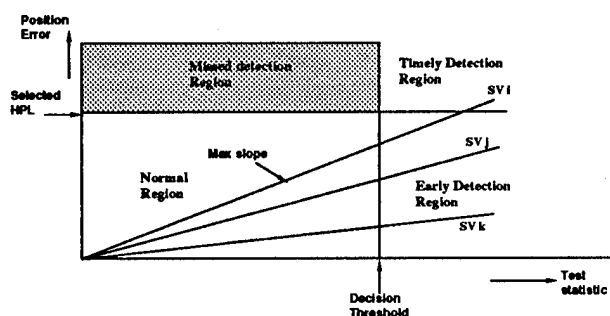 Position
Error
Missed detection
Region
Timely Detection
Region
SV i
Selected
HPL
Max slope
SV j
Normal
Region
Early Detection
Region
SV k
Decision
Threshold
Test
statistic